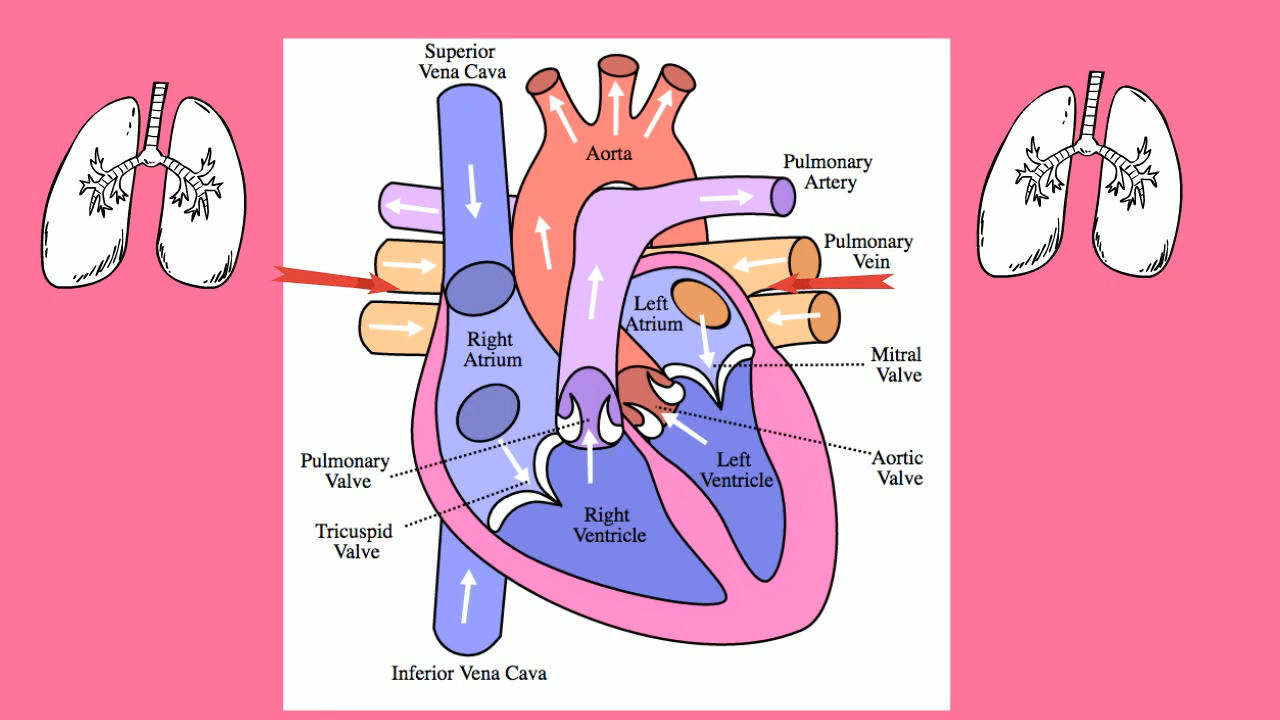 Superior
Vena Cava
Aorta
Pulmonary
Artery
Pulmonary
Vein
Left
Atrium
Right
Atrium
Mitral
Valve
Pulmonary
Valve
Left
Ventricle
Aortic
Valve
Right
Ventricle
Tricuspid
Valve
Inferior Vena Cava